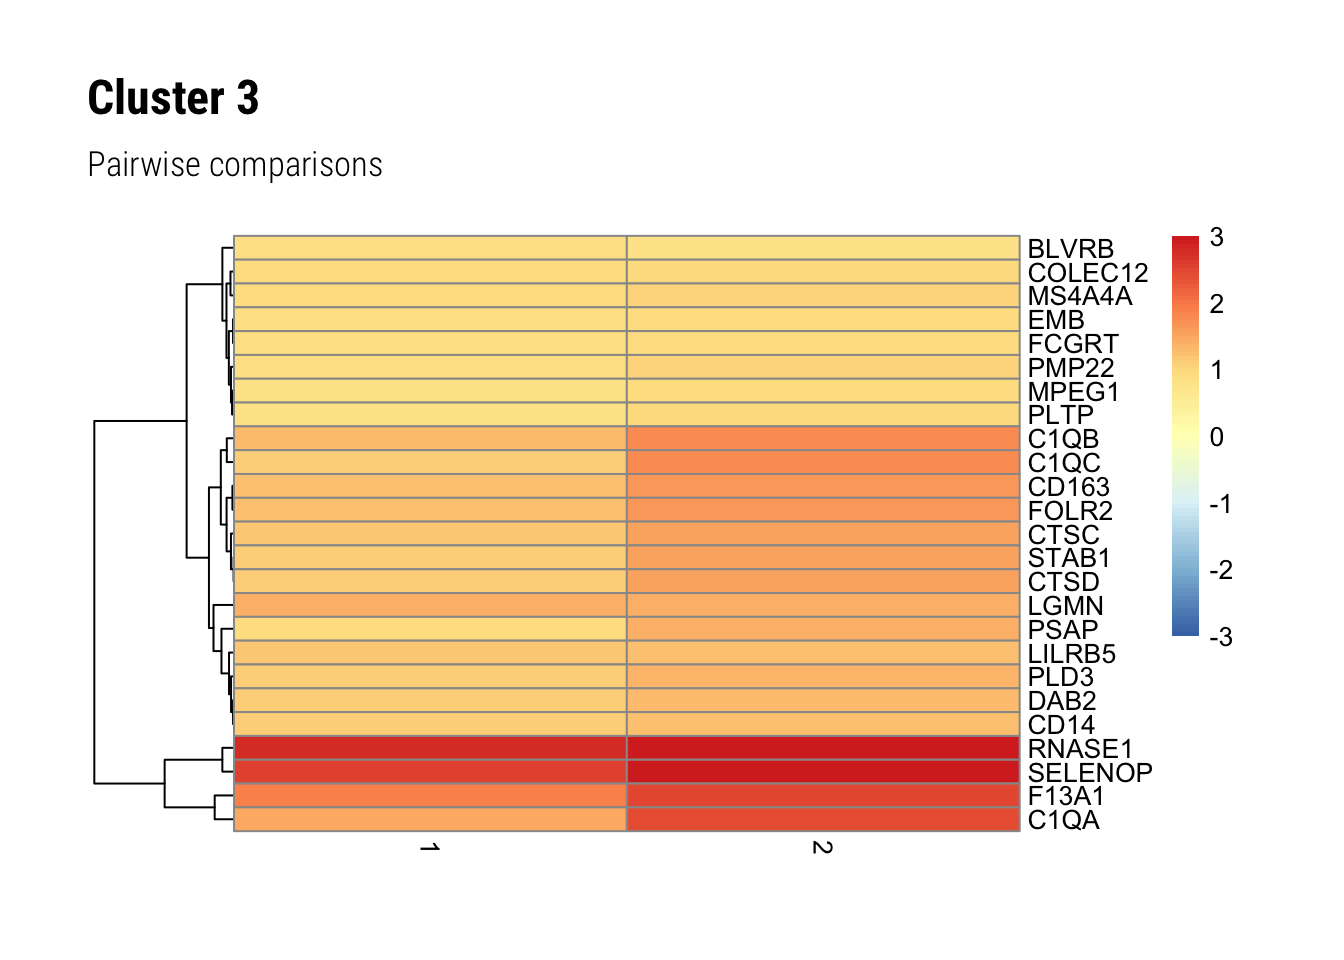 Cluster 3
Pairwise comparisons
BLVRB
COLEC12
MS4A4A
EMB
FCGRT
PMP22
MPEG1
PLTP
C1QB
C1QC
CD163
FOLR2
CTSC
STAB1
CTSD
LGMN
PSAP
LILRB5
PLD3
DAB2
CD14
RNASE1
SELENOP
F13A1
C1QA
3
2
1
0
-1
-2
-3
1
2